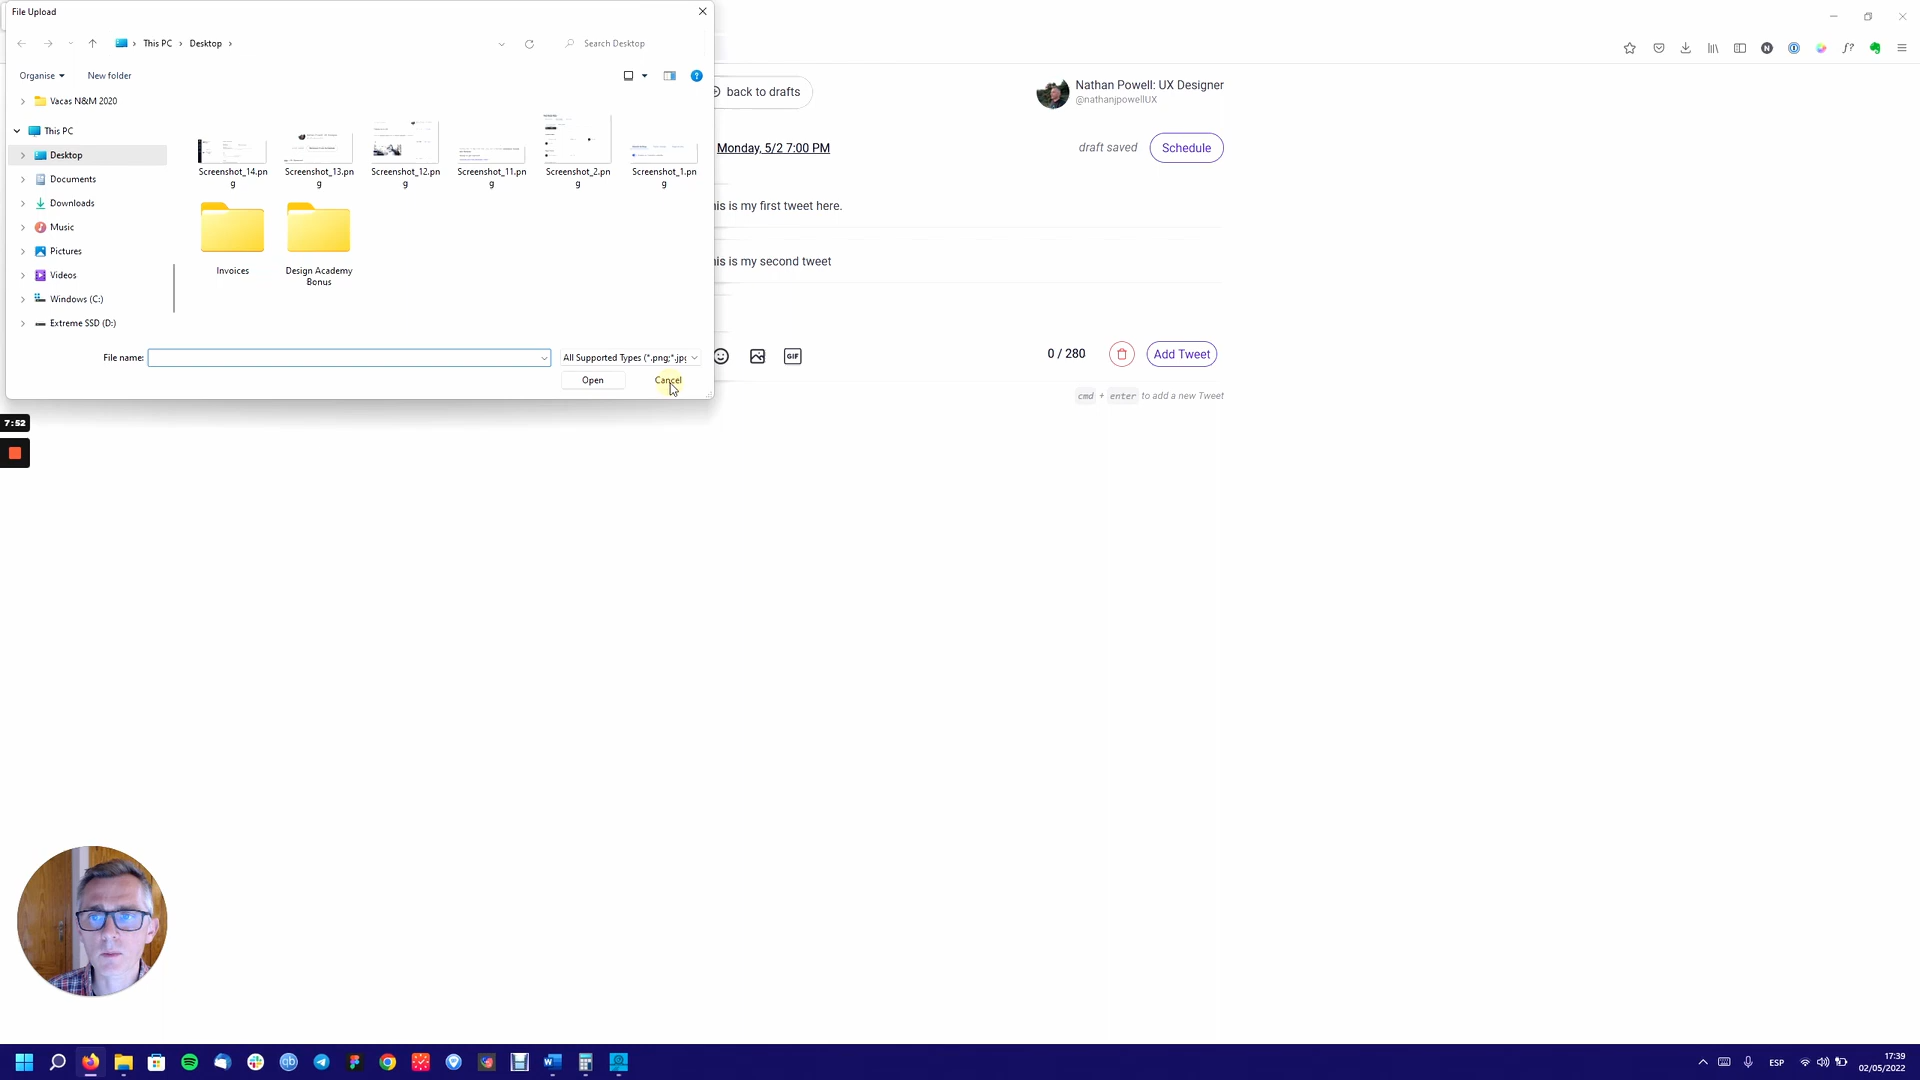 File Upload
This PC
Desktop
Search Desktop
Organise
New folder
Vacas N&M 2020
This PC
Desktop
Documents
Downloads
Music
Pictures
Videos
Windows (C:)
Extreme SSD (D:)
Screenshot_14.pn
g
Screenshot_13.pn
g
Screenshot_12.pn
g
Screenshot_11.pn
g
Screenshot_2.pn
g
Screenshot_1.pn
g
Invoices
Design Academy
Bonus
File name:
All Supported Types (*.png;*.jpg
Open
Cancel
7:52
back to drafts
Nathan Powell: UX Designer
@nathanjpowellUX
Monday, 5/2 7:00 PM
draft saved
Schedule
is is my first tweet here.
is is my second tweet
GIF
0 / 280
Add Tweet
cmd + enter to add a new Tweet
ESP
17:39
02/05/2022